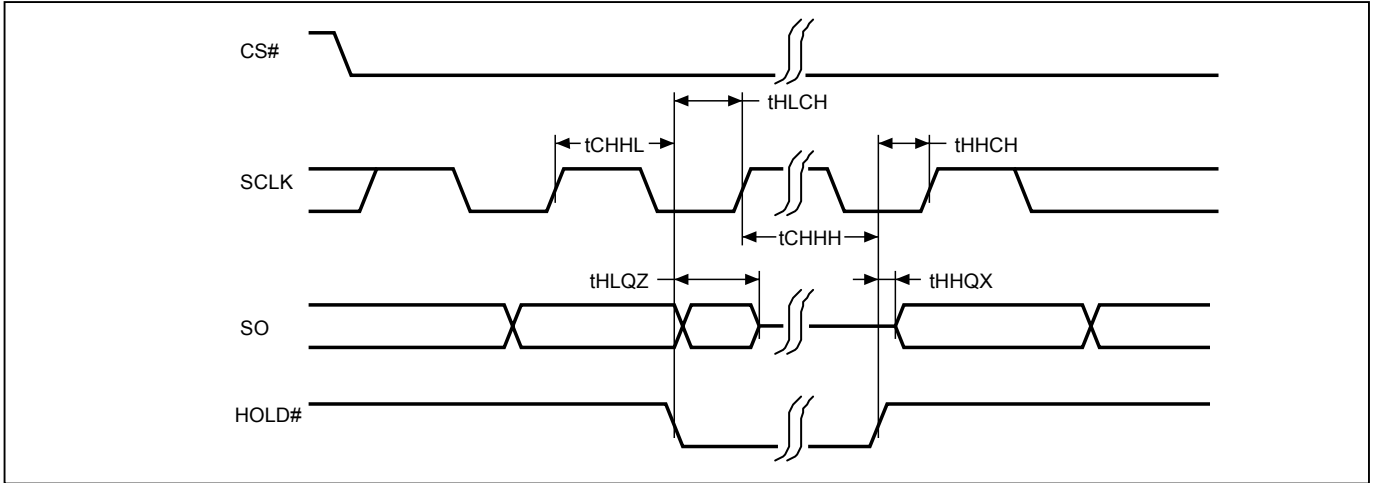 CS#
tHLCH
tCHHL
tHHCH
SCLK
tCHHH
tHLQZ
tHHQX
SO
HOLD#